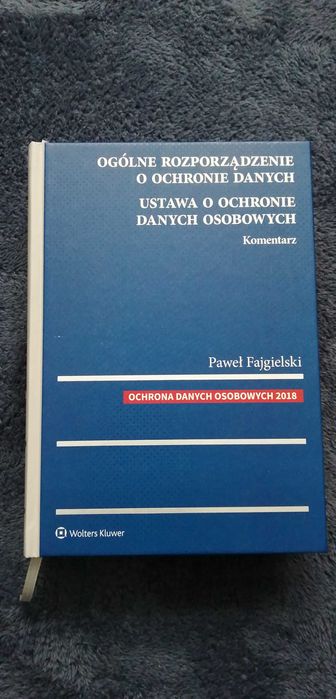 OGÓLNE ROZPORZĄDZENIE
O OCHRONIE DANYCH
USTAWA O OCHRONIE
DANYCH OSOBOWYCH
Komentarz
Paweł Fajgielski
OCHRONA DANYCH OSOBOWYCH 2018
Wolters Kluwer